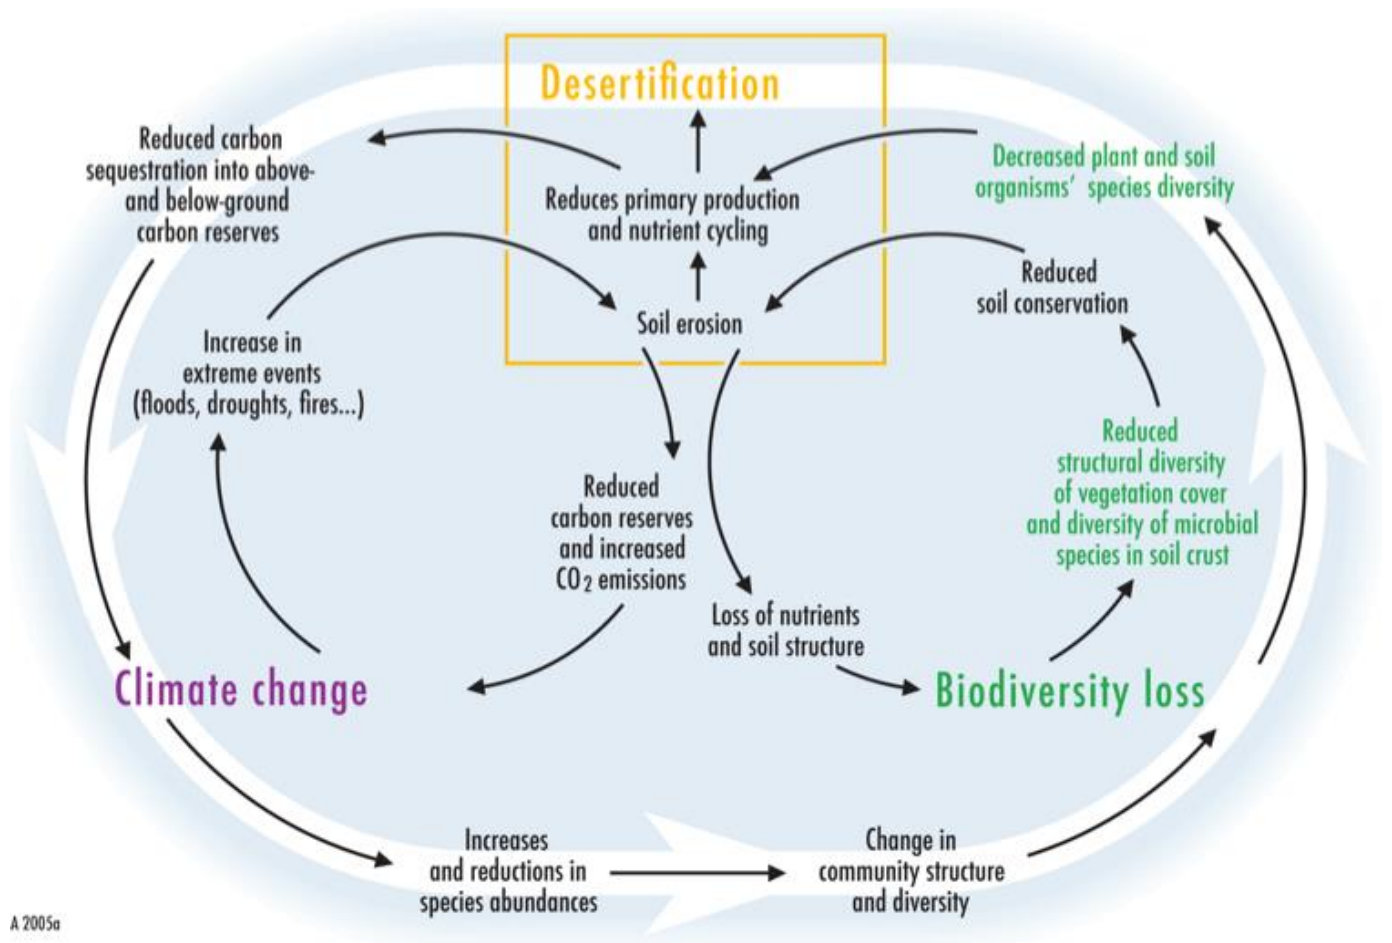 Desertification
Reduced carbon
sequestration into above-
and below-ground
carbon reserves
Reduces primary production
and nutrient cycling
Decreased plant and soil
organisms' species diversity
Soil erosion
Reduced
soil conservation
Increase in
extreme events
(floods, droughts, fires...)
Reduced
structural diversity
of vegetation cover
and diversity of microbial
species in soil crust
Reduced
carbon reserves
and increased
CO2 emissions
Loss of nutrients
and soil structure
Climate change
Biodiversity loss
Increases
and reductions in
species abundances
Change in
community structure
and diversity
A 2005a